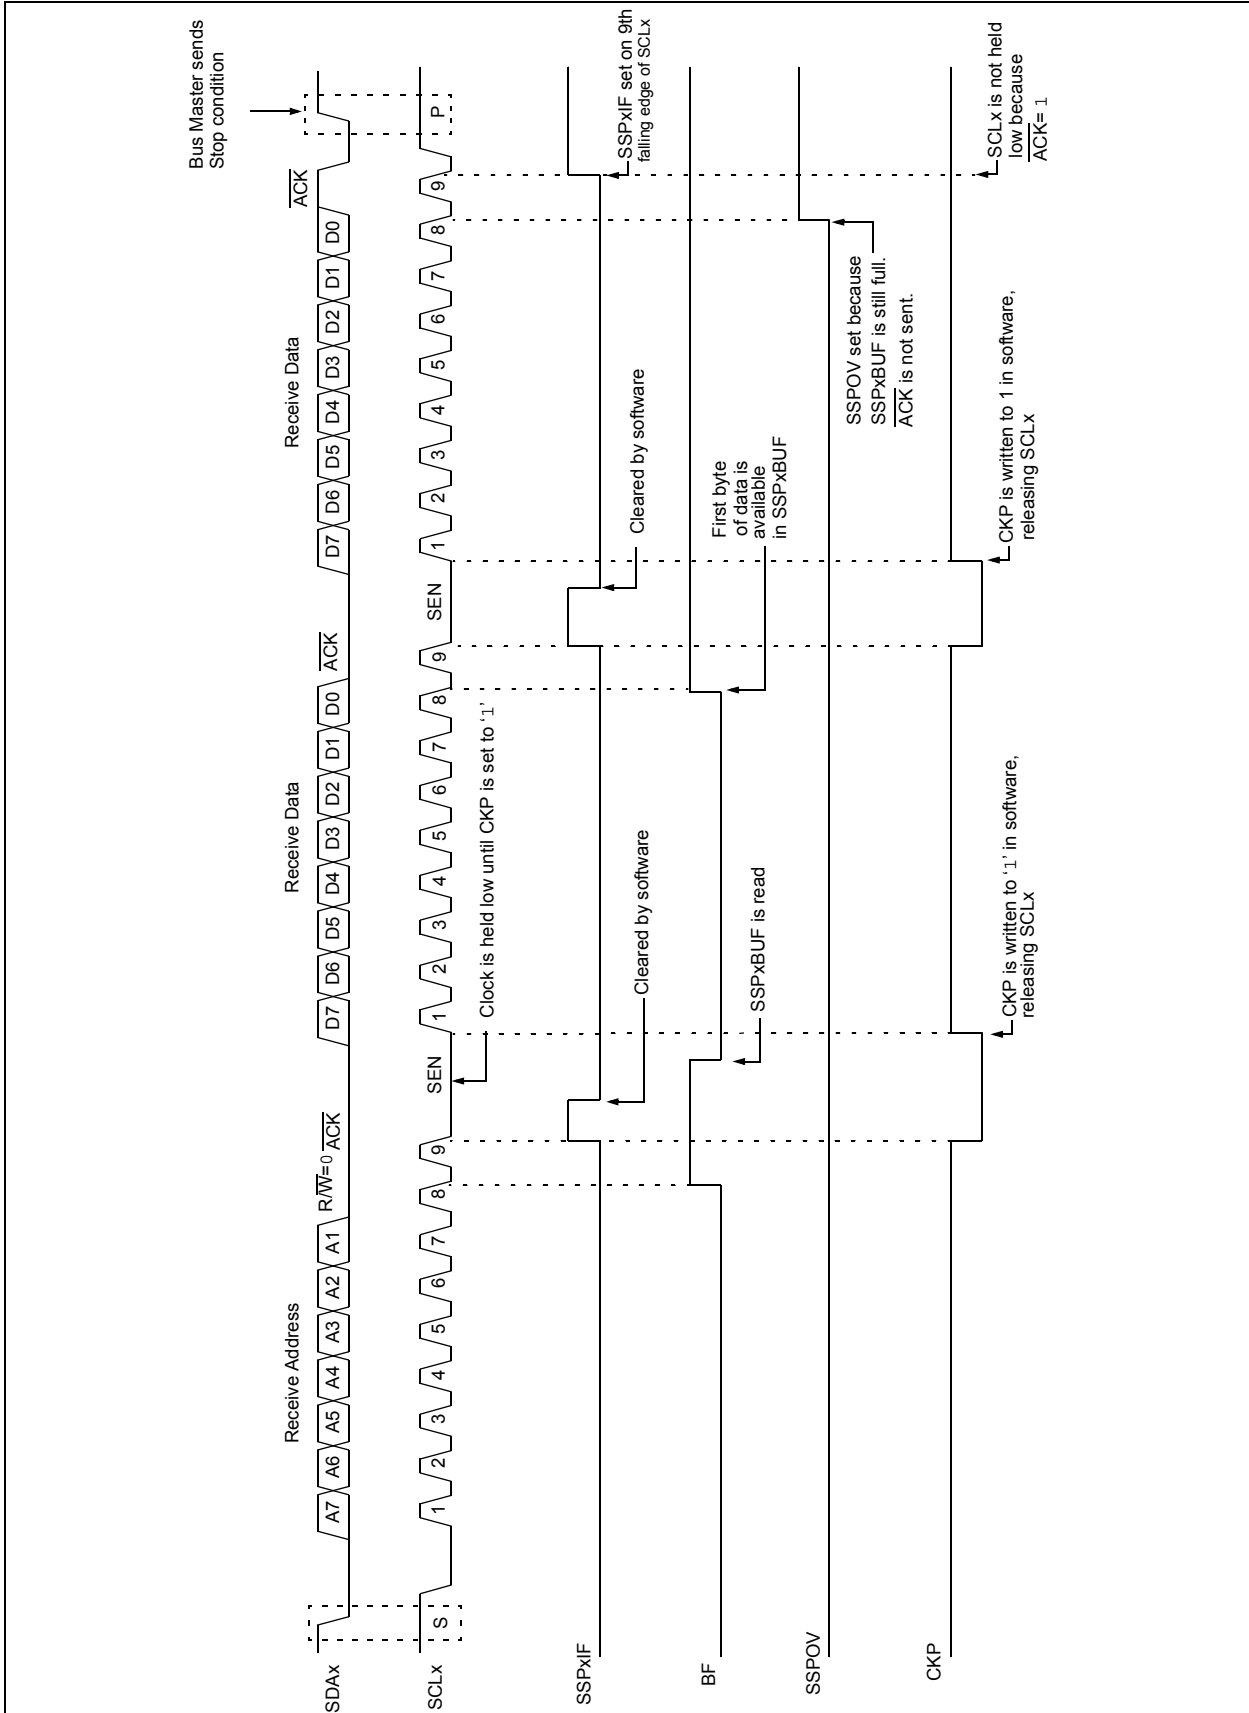 Bus Master sends
Stop condition
Receive Address
Receive Data
Receive Data
SDAx
A7 A6 A5 A4 A3 A2 A1 R/W=0 ACK D7 D6 D5 D4 D3 D2 D1 D0 ACK D7 D6 D5 D4 D3 D2 D1 D0 ACK
SCLx
S 1 2 3 4 5 6 7 8 9 SEN 1 2 3 4 5 6 7 8 9 SEN 1 2 3 4 5 6 7 8 9 P
Clock is held low until CKP is set to ‘1’
SSPxIF
Cleared by software
Cleared by software
SSPxIF set on 9th
falling edge of SCLx
BF
SSPxBUF is read
First byte
of data is
available
in SSPxBUF
SSPOV
SSPOV set because
SSPxBUF is still full.
ACK is not sent.
CKP
CKP is written to ‘1’ in software,
releasing SCLx
CKP is written to 1 in software,
releasing SCLx
SCLx is not held
low because
ACK= 1